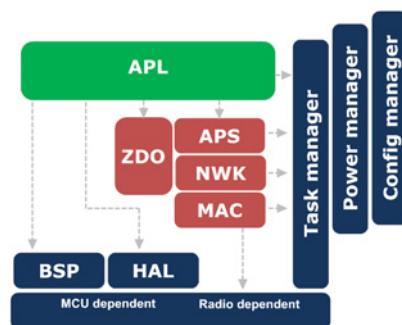 APL
ZDO
APS
NWK
MAC
BSP
HAL
MCU dependent
Radio dependent
Task manager
Power manager
Config manager